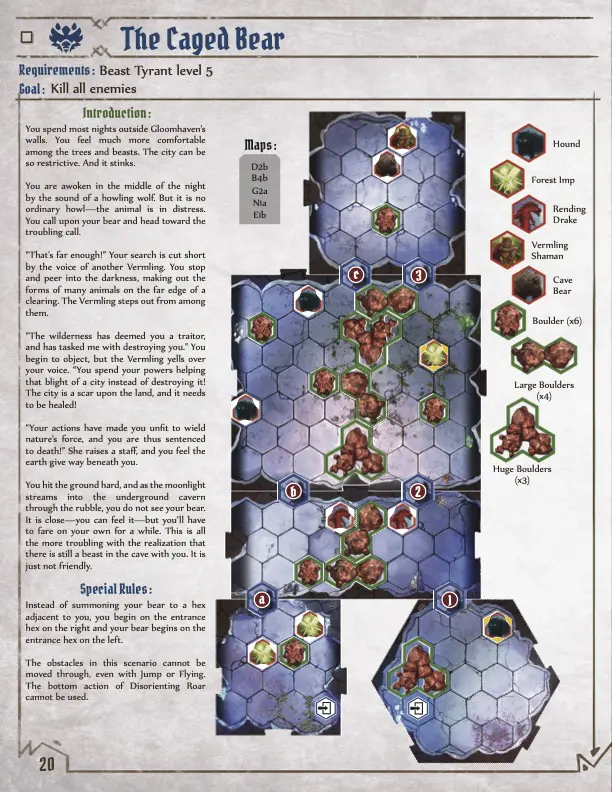 The Caged Bear
Requirements: Beast Tyrant level 5
Goal: Kill all enemies
Introduction:
You spend most nights outside Gloomhaven's
walls. You feel much more comfortable
among the trees and beasts. The city can be
so restrictive. And it stinks.
You are awoken in the middle of the night
by the sound of a howling wolf. But it is no
ordinary howl—the animal is in distress.
You call upon your bear and head toward the
troubling call.
"That's far enough!" Your search is cut short
by the voice of another Vermling. You stop
and peer into the darkness, making out the
forms of many animals on the far edge of a
clearing. The Vermling steps out from among
them.
"The wilderness has deemed you a traitor,
and has tasked me with destroying you." You
begin to object, but the Vermling yells over
your voice. "You spend your powers helping
that blight of a city instead of destroying it!
The city is a scar upon the land, and it needs
to be healed!
"Your actions have made you unfit to wield
nature's force, and you are thus sentenced
to death!" She raises a staff, and you feel the
earth give way beneath you.
You hit the ground hard, and as the moonlight
streams into the underground cavern
through the rubble, you do not see your bear.
It is close—you can feel it—but you'll have
to fare on your own for a while. This is all
the more troubling with the realization that
there is still a beast in the cave with you. It is
just not friendly.
Special Rules:
Instead of summoning your bear to a hex
adjacent to you, you begin on the entrance
hex on the right and your bear begins on the
entrance hex on the left.
The obstacles in this scenario cannot be
moved through, even with Jump or Flying.
The bottom action of Disorienting Roar
cannot be used.
20
Maps:
D2b
B4b
G2a
N1a
E1b
c
3
b
2
a
1
Hound
Forest Imp
Rending
Drake
Vermling
Shaman
Cave
Bear
Boulder (x6)
Large Boulders
(x4)
Huge Boulders
(x3)